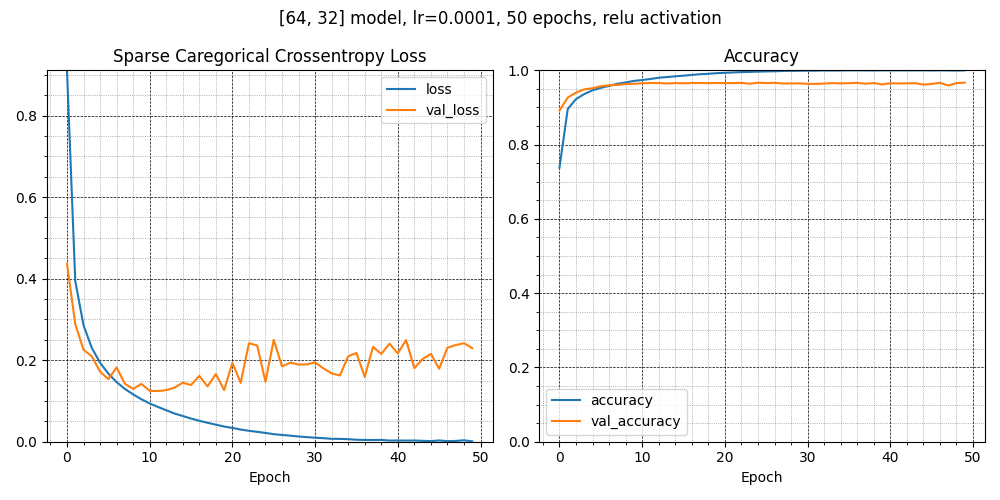 [64, 32] model, lr=0.0001, 50 epochs, relu activation
Sparse Caregorical Crossentropy Loss
0.8
0.6
0.4
0.2
0.0
0 10 20 30 40 50
Epoch
loss
val_loss
Accuracy
1.0
0.8
0.6
0.4
0.2
0.0
0 10 20 30 40 50
Epoch
accuracy
val_accuracy